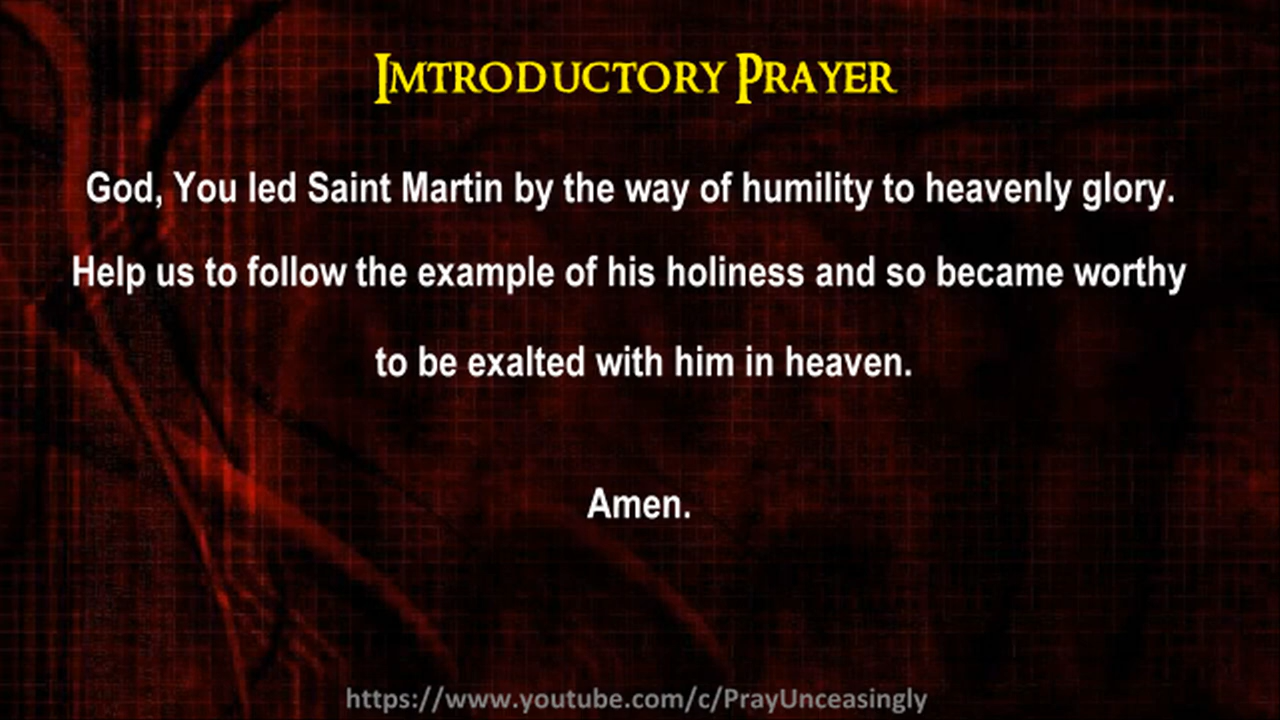 Imtroductory Prayer
God, You led Saint Martin by the way of humility to heavenly glory.
Help us to follow the example of his holiness and so became worthy
to be exalted with him in heaven.
Amen.
https://www.youtube.com/c/PrayUnceasingly